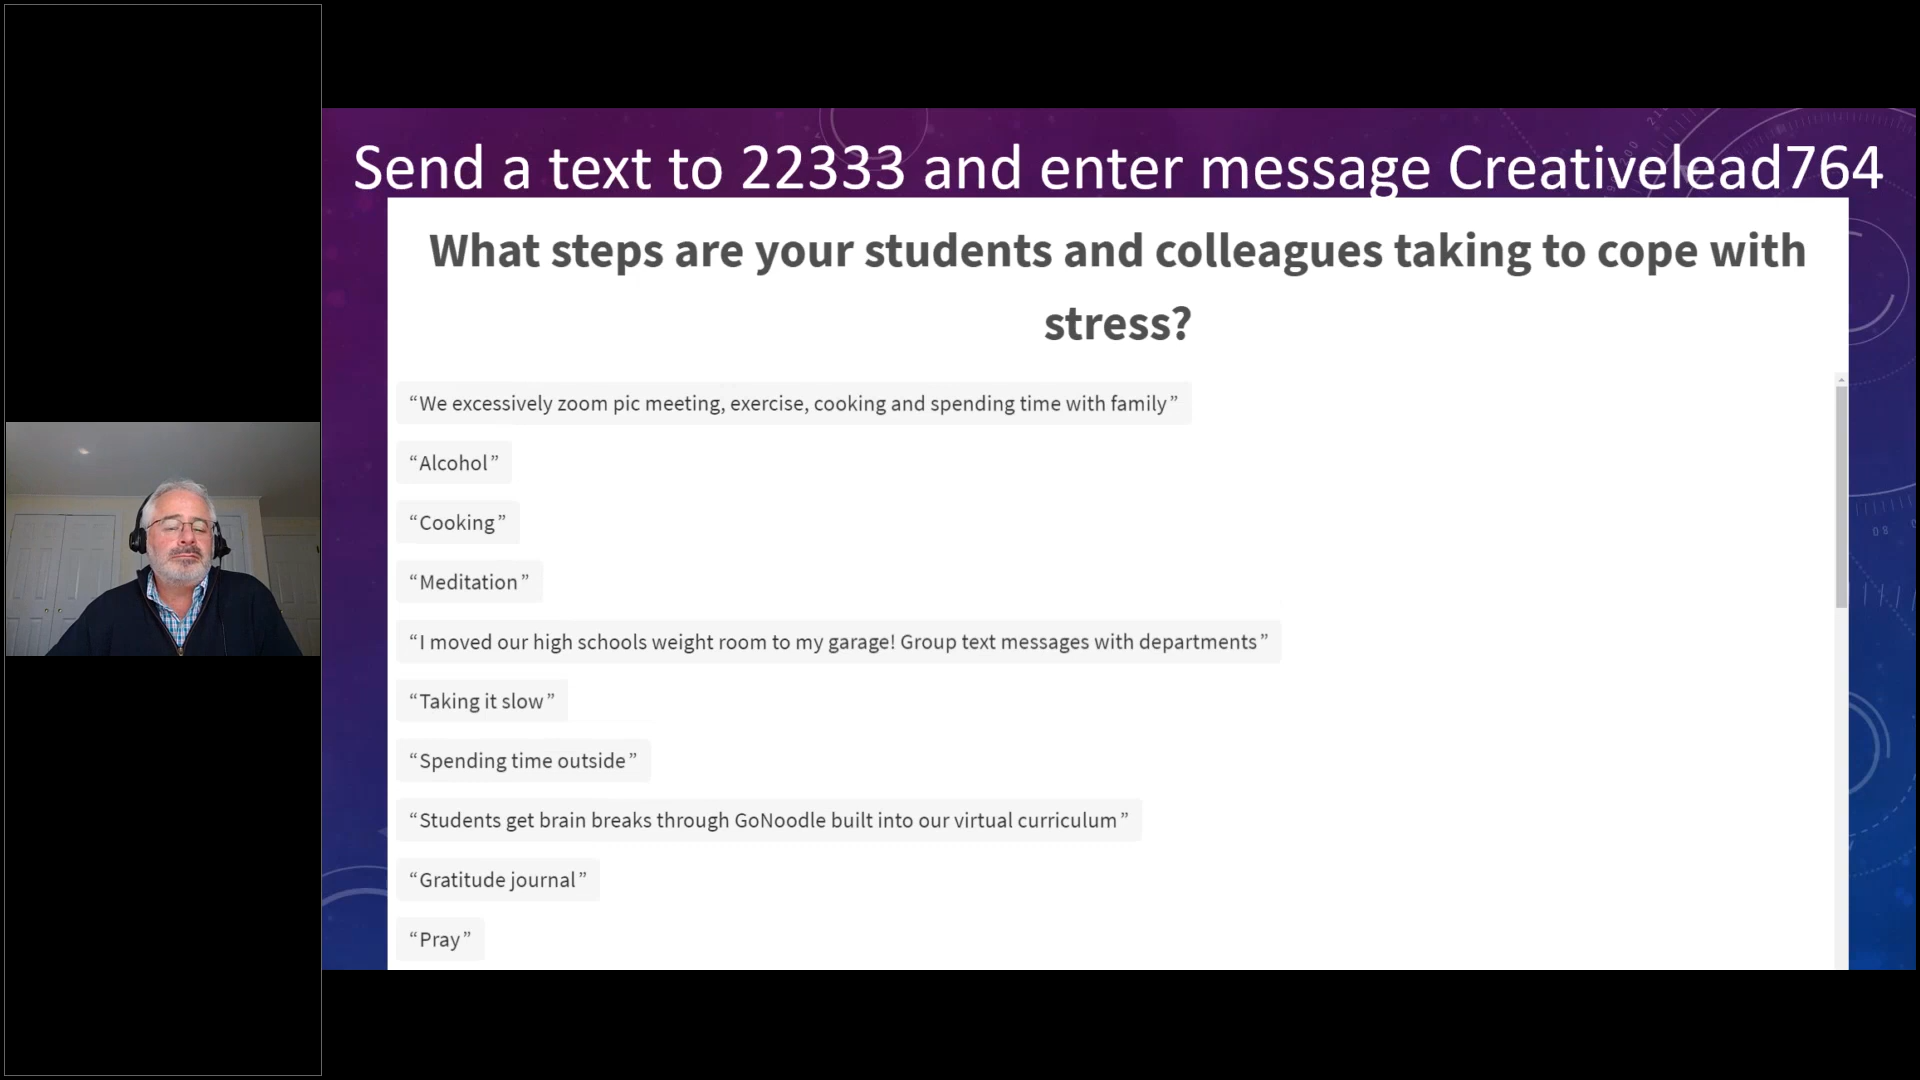 Send a text to 22333 and enter message Creativelead764
What steps are your students and colleagues taking to cope with
stress?
“We excessively zoom pic meeting, exercise, cooking and spending time with family”
“Alcohol”
“Cooking”
“Meditation”
“I moved our high schools weight room to my garage! Group text messages with departments”
“Taking it slow”
“Spending time outside”
“Students get brain breaks through GoNoodle built into our virtual curriculum”
“Gratitude journal”
“Pray”